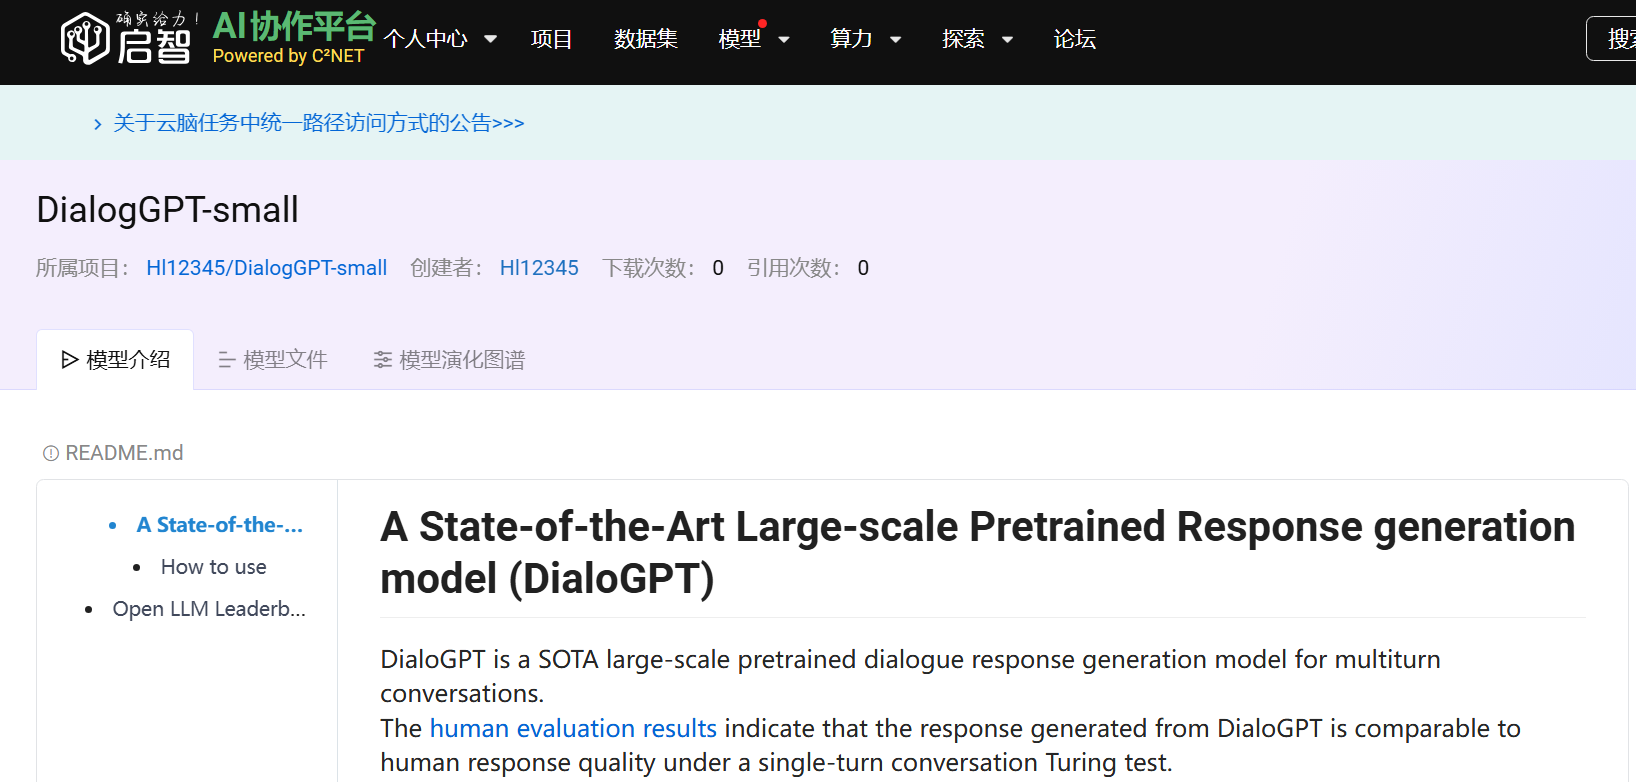 确实给力！
启智
AI协作平台
Powered by C²NET
个人中心 项目 数据集 模型 算力 探索 论坛
搜索
关于云脑任务中统一路径访问方式的公告>>>
DialogGPT-small
所属项目： Hl12345/DialogGPT-small 创建者： Hl12345 下载次数： 0 引用次数： 0
模型介绍 模型文件 模型演化图谱
README.md
A State-of-the-...
How to use
Open LLM Leaderb...
A State-of-the-Art Large-scale Pretrained Response generation
model (DialoGPT)
DialoGPT is a SOTA large-scale pretrained dialogue response generation model for multiturn
conversations.
The human evaluation results indicate that the response generated from DialoGPT is comparable to
human response quality under a single-turn conversation Turing test.